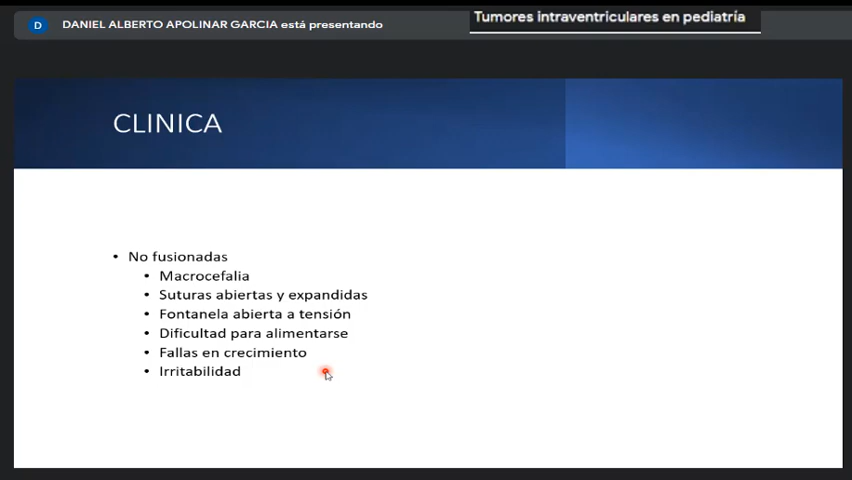 D DANIEL ALBERTO APOLINAR GARCIA está presentando
Tumores intraventriculares en pediatría
CLINICA
• No fusionadas
• Macrocefalia
• Suturas abiertas y expandidas
• Fontanela abierta a tensión
• Dificultad para alimentarse
• Fallas en crecimiento
• Irritabilidad